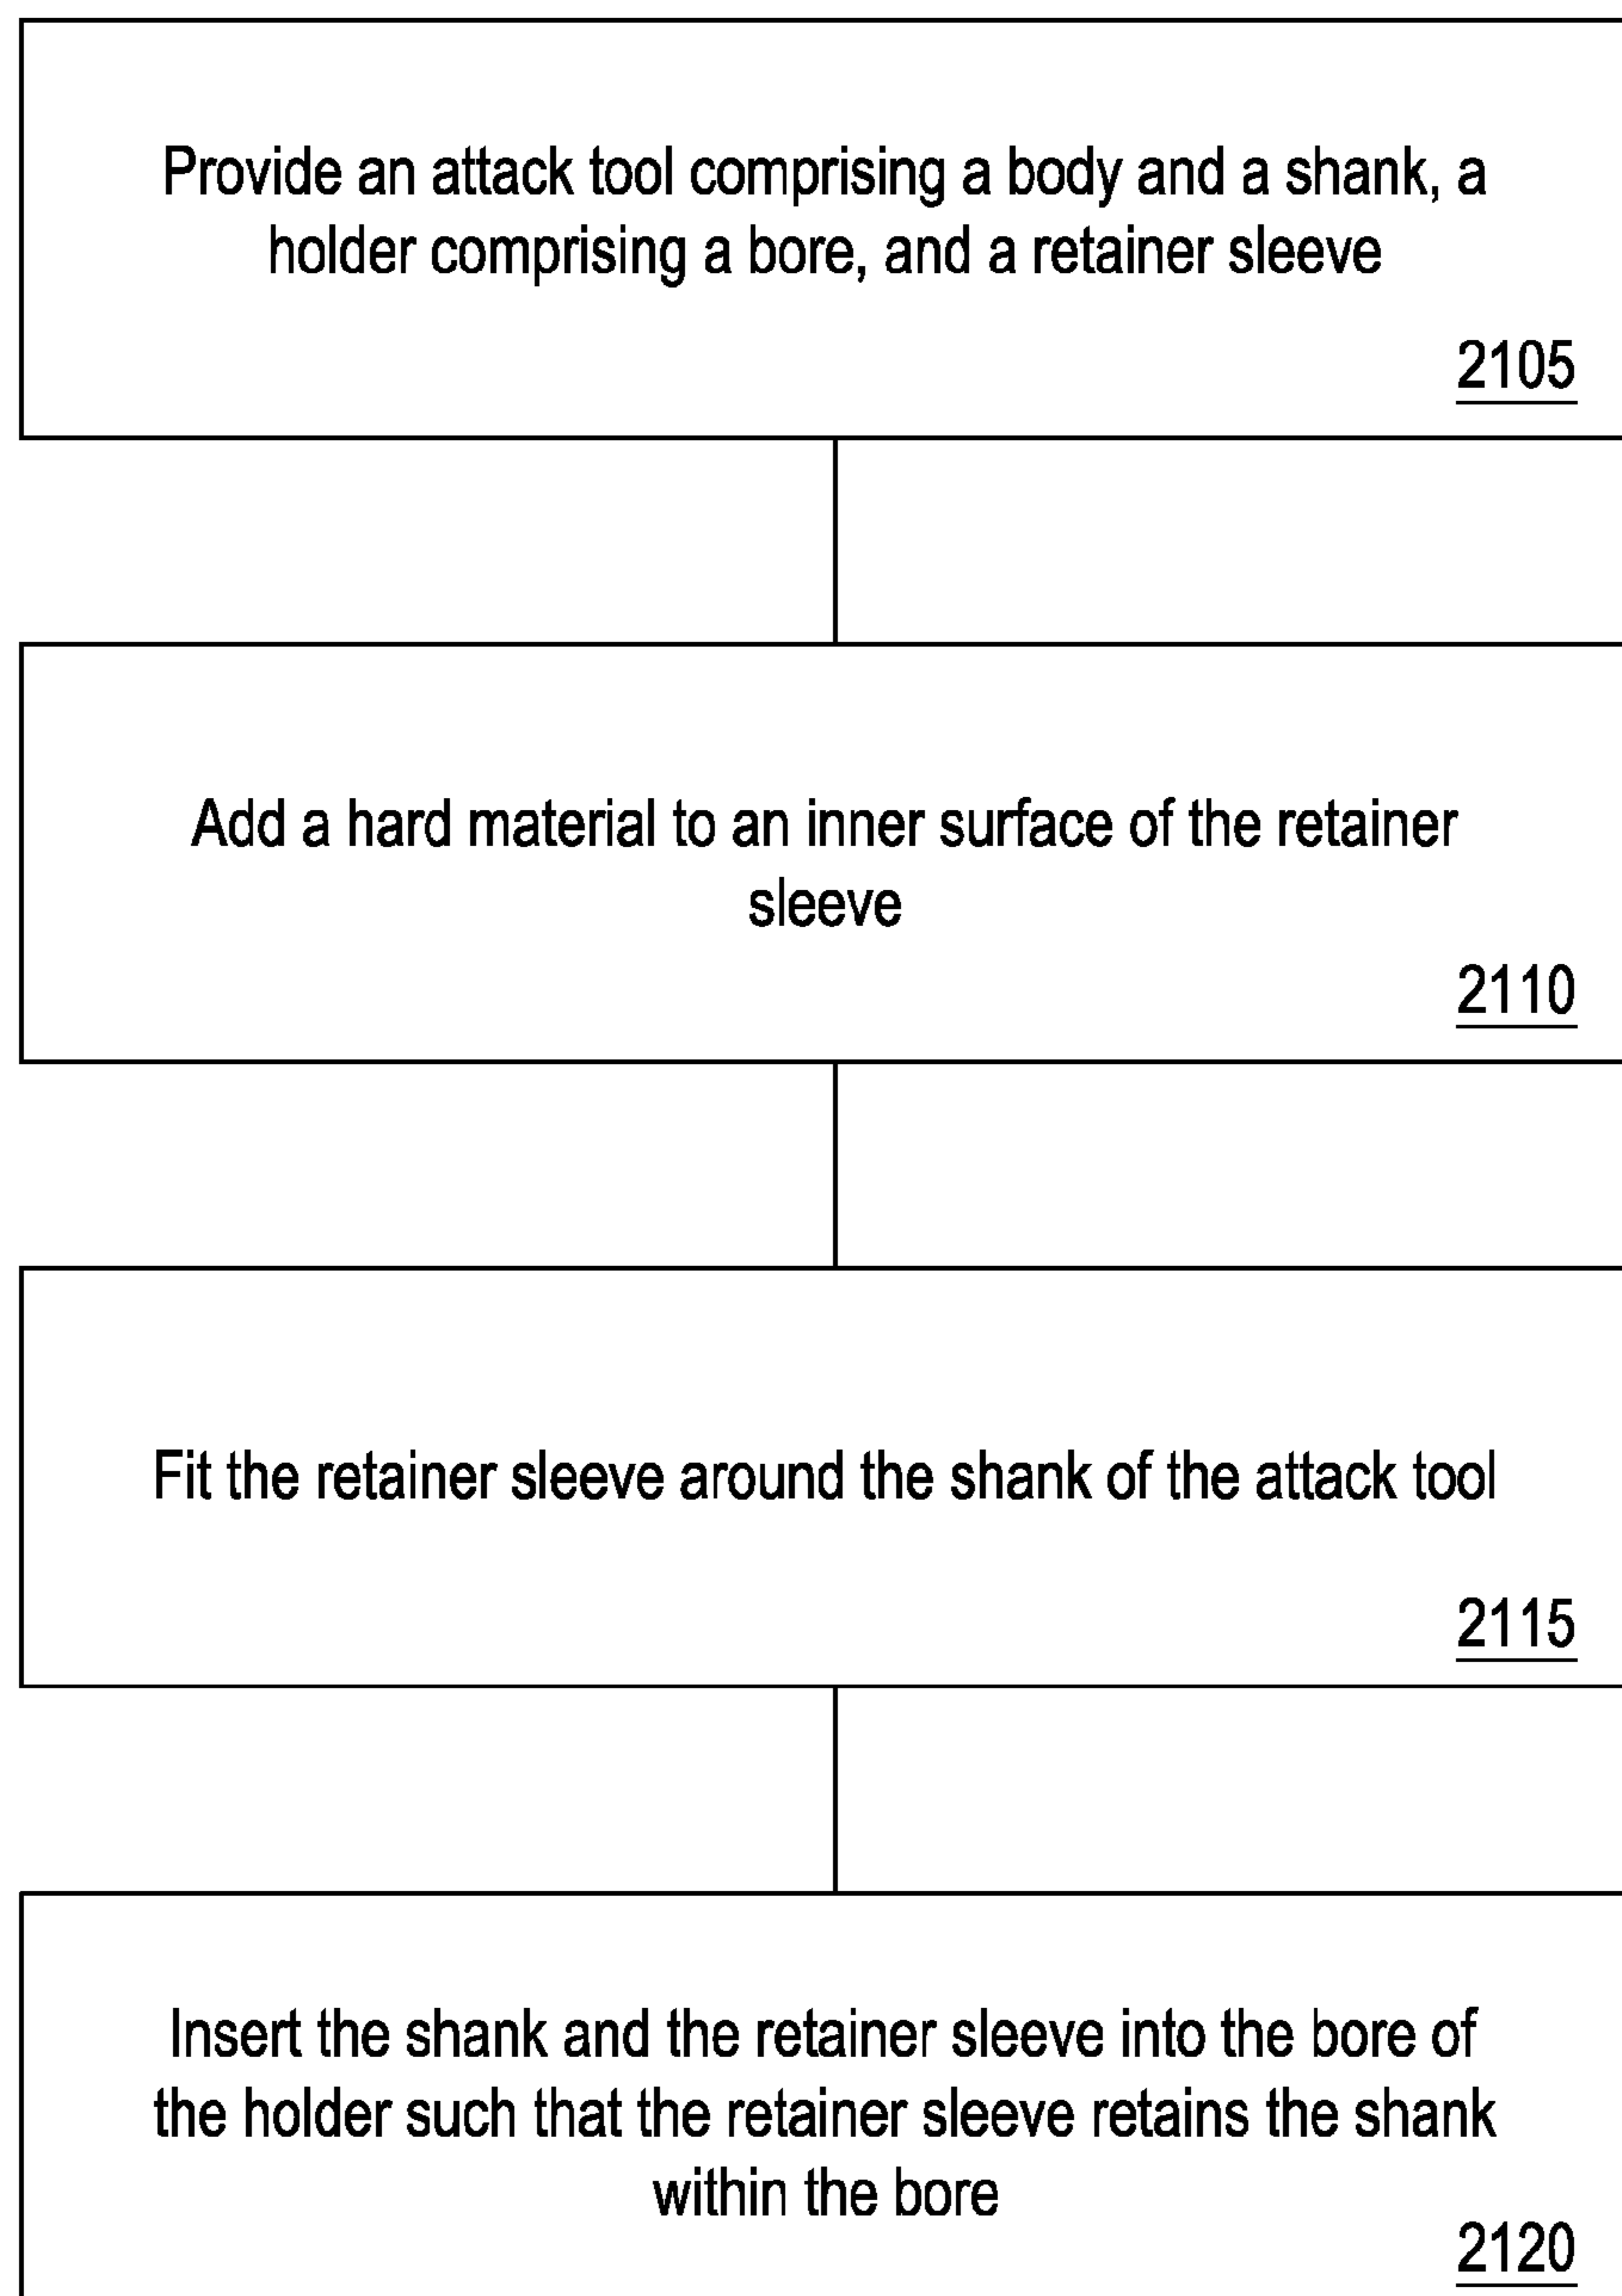 Provide an attack tool comprising a body and a shank, a
holder comprising a bore, and a retainer sleeve
2105
Add a hard material to an inner surface of the retainer
sleeve
2110
Fit the retainer sleeve around the shank of the attack tool
2115
Insert the shank and the retainer sleeve into the bore of
the holder such that the retainer sleeve retains the shank
within the bore
2120